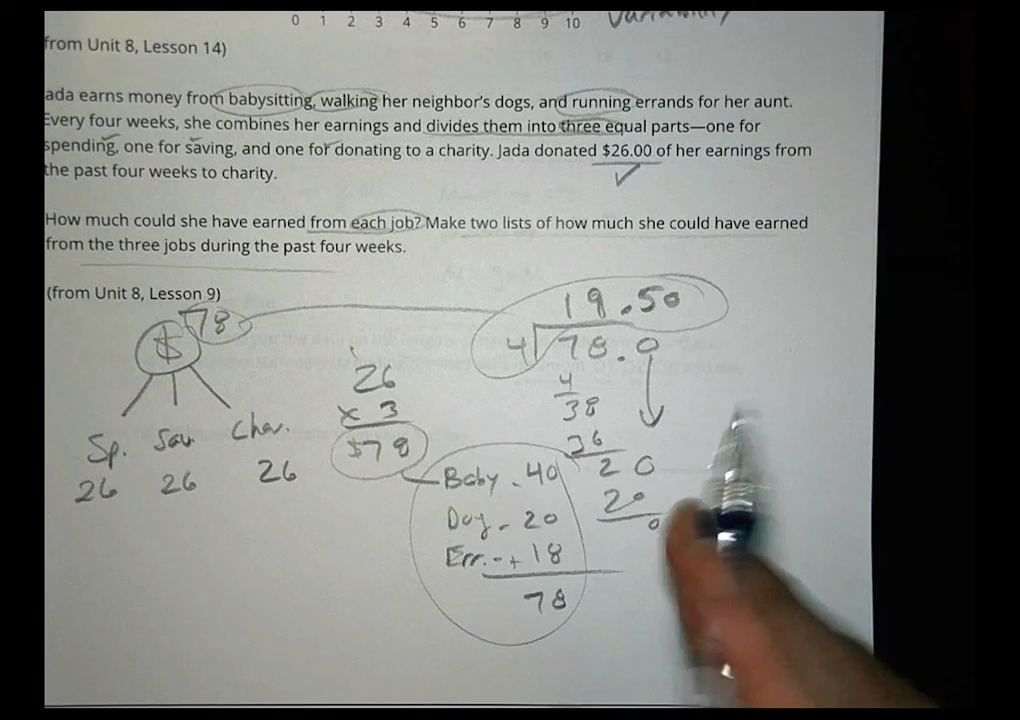 0 1 2 3 4 5 6 7 8 9 10 Variability
from Unit 8, Lesson 14)
ada earns money from babysitting, walking her neighbor's dogs, and running errands for her aunt.
Every four weeks, she combines her earnings and divides them into three equal parts—one for
spending, one for saving, and one for donating to a charity. Jada donated $26.00 of her earnings from
the past four weeks to charity.
How much could she have earned from each job? Make two lists of how much she could have earned
from the three jobs during the past four weeks.
(from Unit 8, Lesson 9)
78
$
Sp. Sav. Char.
26 26 26
26
x 3
$78
Baby - 40
Dog - 20
Err. - + 18
78
19.50
4 78.0
4
38
36
20
20
0